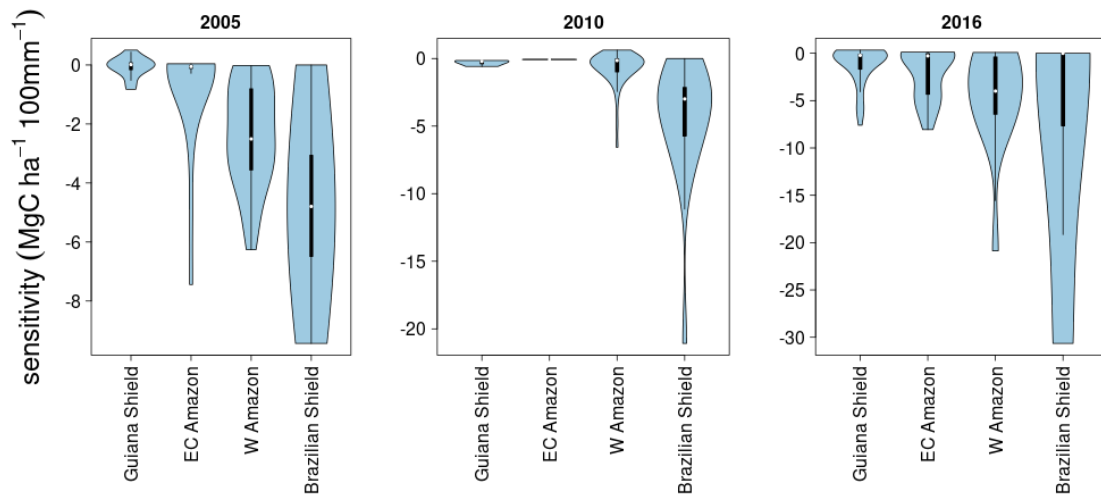 sensitivity (MgC ha⁻¹ 100mm⁻¹)
2005
0
-2
-4
-6
-8
Guiana Shield
EC Amazon
W Amazon
Brazilian Shield
2010
0
-5
-10
-15
-20
Guiana Shield
EC Amazon
W Amazon
Brazilian Shield
2016
0
-5
-10
-15
-20
-25
-30
Guiana Shield
EC Amazon
W Amazon
Brazilian Shield